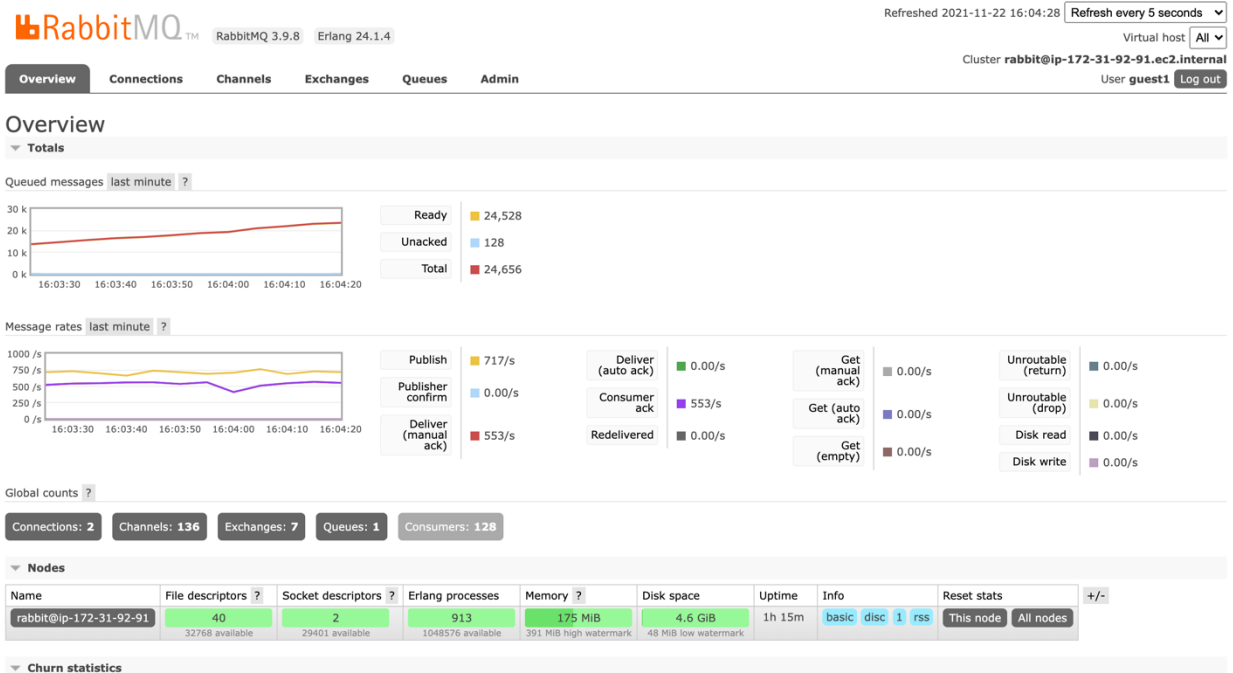 Refreshed 2021-11-22 16:04:28 Refresh every 5 seconds
RabbitMQ TM RabbitMQ 3.9.8 Erlang 24.1.4
Virtual host All
Cluster rabbit@ip-172-31-92-91.ec2.internal
User guest1 Log out
Overview Connections Channels Exchanges Queues Admin
Overview
Totals
Queued messages last minute ?
30 k
20 k
10 k
0 k
16:03:30 16:03:40 16:03:50 16:04:00 16:04:10 16:04:20
Ready 24,528
Unacked 128
Total 24,656
Message rates last minute ?
1000 /s
750 /s
500 /s
250 /s
0 /s
16:03:30 16:03:40 16:03:50 16:04:00 16:04:10 16:04:20
Publish 717/s
Publisher
confirm 0.00/s
Deliver
(manual
ack) 553/s
Deliver
(auto ack) 0.00/s
Consumer
ack 553/s
Redelivered 0.00/s
Get
(manual
ack) 0.00/s
Get (auto
ack) 0.00/s
Get
(empty) 0.00/s
Unroutable
(return) 0.00/s
Unroutable
(drop) 0.00/s
Disk read 0.00/s
Disk write 0.00/s
Global counts ?
Connections: 2 Channels: 136 Exchanges: 7 Queues: 1 Consumers: 128
Nodes
Name File descriptors ? Socket descriptors ? Erlang processes Memory ? Disk space Uptime Info Reset stats +/-
rabbit@ip-172-31-92-91 40 2 913 175 MiB 4.6 GiB 1h 15m basic disc 1 rss This node All nodes
32768 available 29401 available 1048576 available 391 MiB high watermark 48 MiB low watermark
Churn statistics